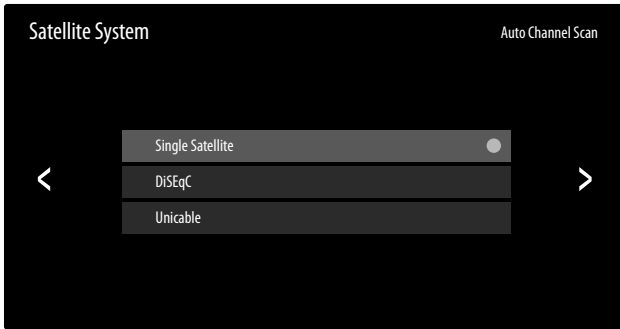 Satellite System
Auto Channel Scan
Single Satellite
DiSEqC
Unicable